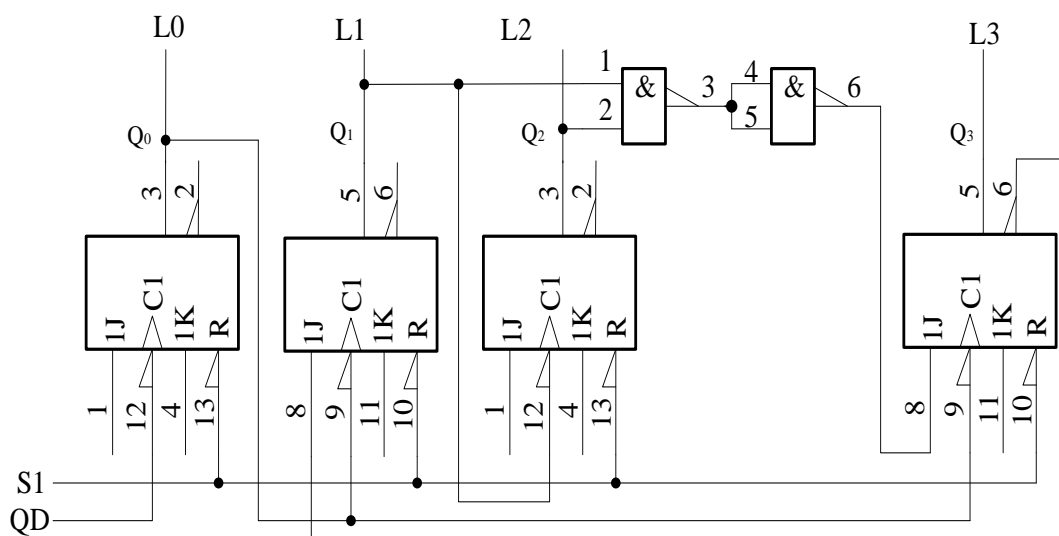 L0 L1 L2 L3
1 & 3 4 & 6
2 5
Q0 Q1 Q2 Q3
3 2 5 6 3 2 5 6
1J C1 1K R 1J C1 1K R 1J C1 1K R 1J C1 1K R
1 12 4 13 8 9 11 10 1 12 4 13 8 9 11 10
S1
QD